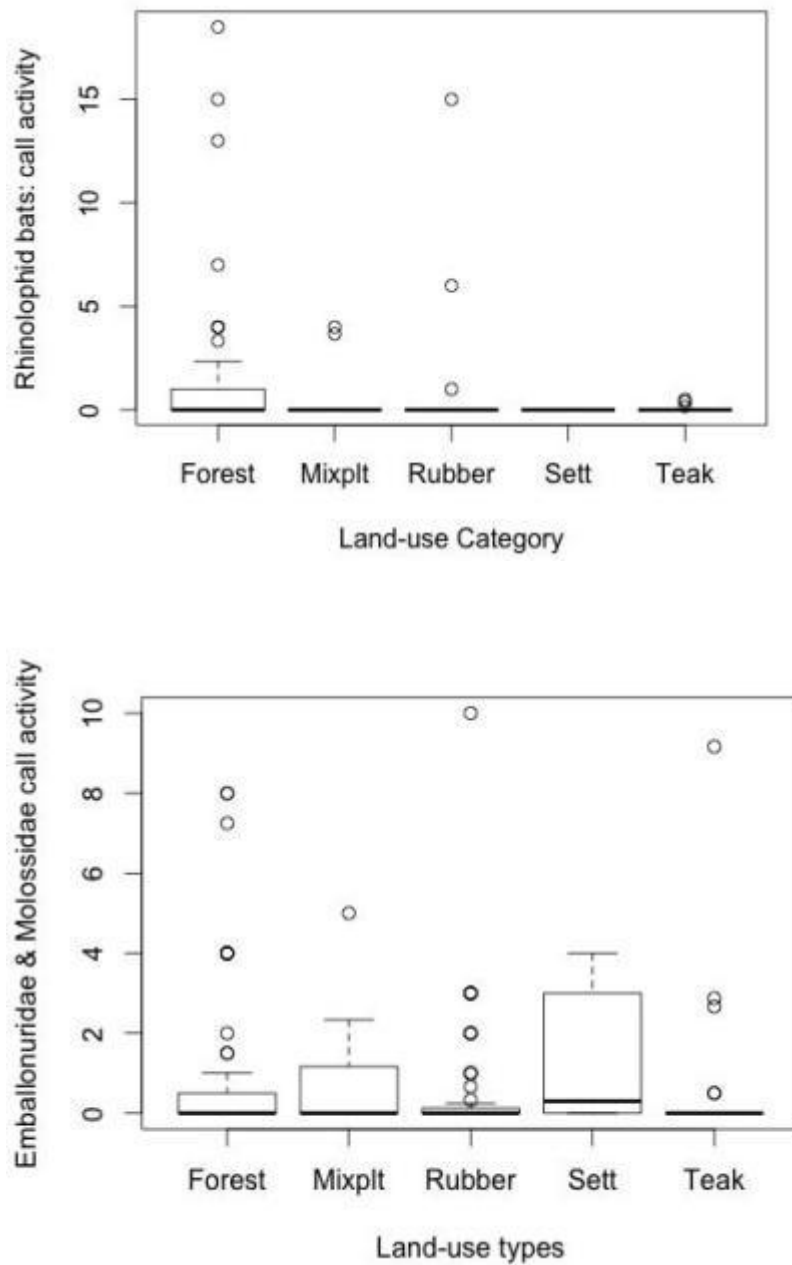 Rhinolophid bats: call activity
15
10
5
0
Forest Mixplt Rubber Sett Teak
Land-use Category
Emballonuridae & Molossidae call activity
10
8
6
4
2
0
Forest Mixplt Rubber Sett Teak
Land-use types